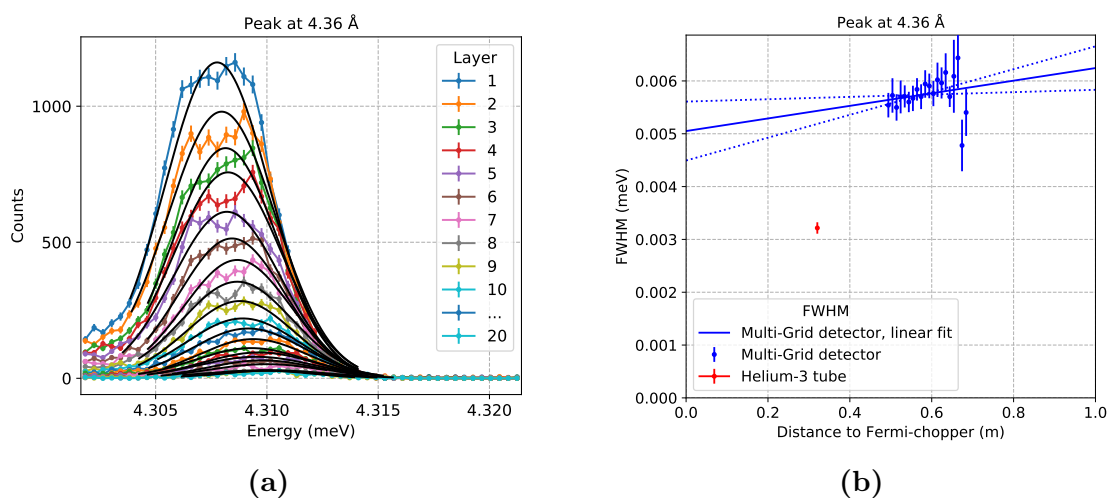 Peak at 4.36 Å
Counts
1000
500
0
Layer
1
2
3
4
5
6
7
8
9
10
...
20
4.305 4.310 4.315 4.320
Energy (meV)
(a)
Peak at 4.36 Å
FWHM (meV)
0.006
0.005
0.004
0.003
0.002
0.001
0.000
FWHM
Multi-Grid detector, linear fit
Multi-Grid detector
Helium-3 tube
0.0 0.2 0.4 0.6 0.8 1.0
Distance to Fermi-chopper (m)
(b)